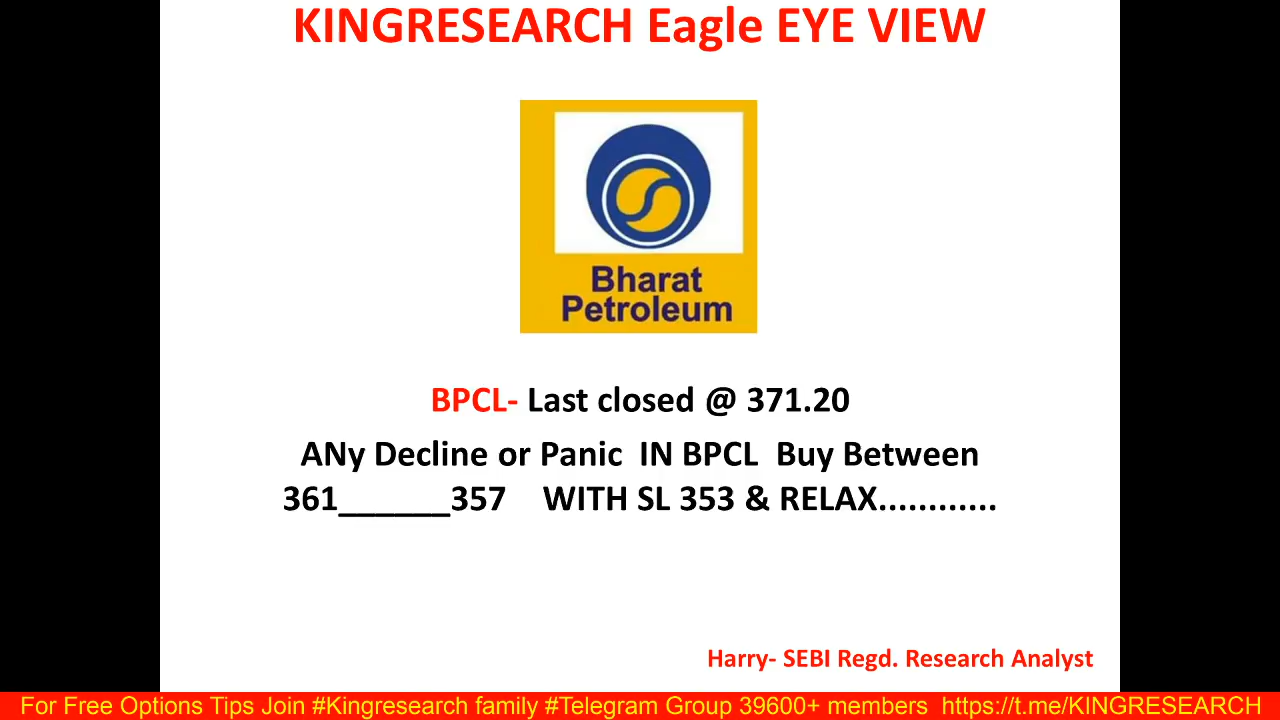 KINGRESEARCH Eagle EYE VIEW
Bharat
Petroleum
BPCL- Last closed @ 371.20
ANy Decline or Panic  IN BPCL  Buy Between
361______357    WITH SL 353 & RELAX............
Harry- SEBI Regd. Research Analyst
For Free Options Tips Join #Kingresearch family #Telegram Group 39600+ members  https://t.me/KINGRESEARCH